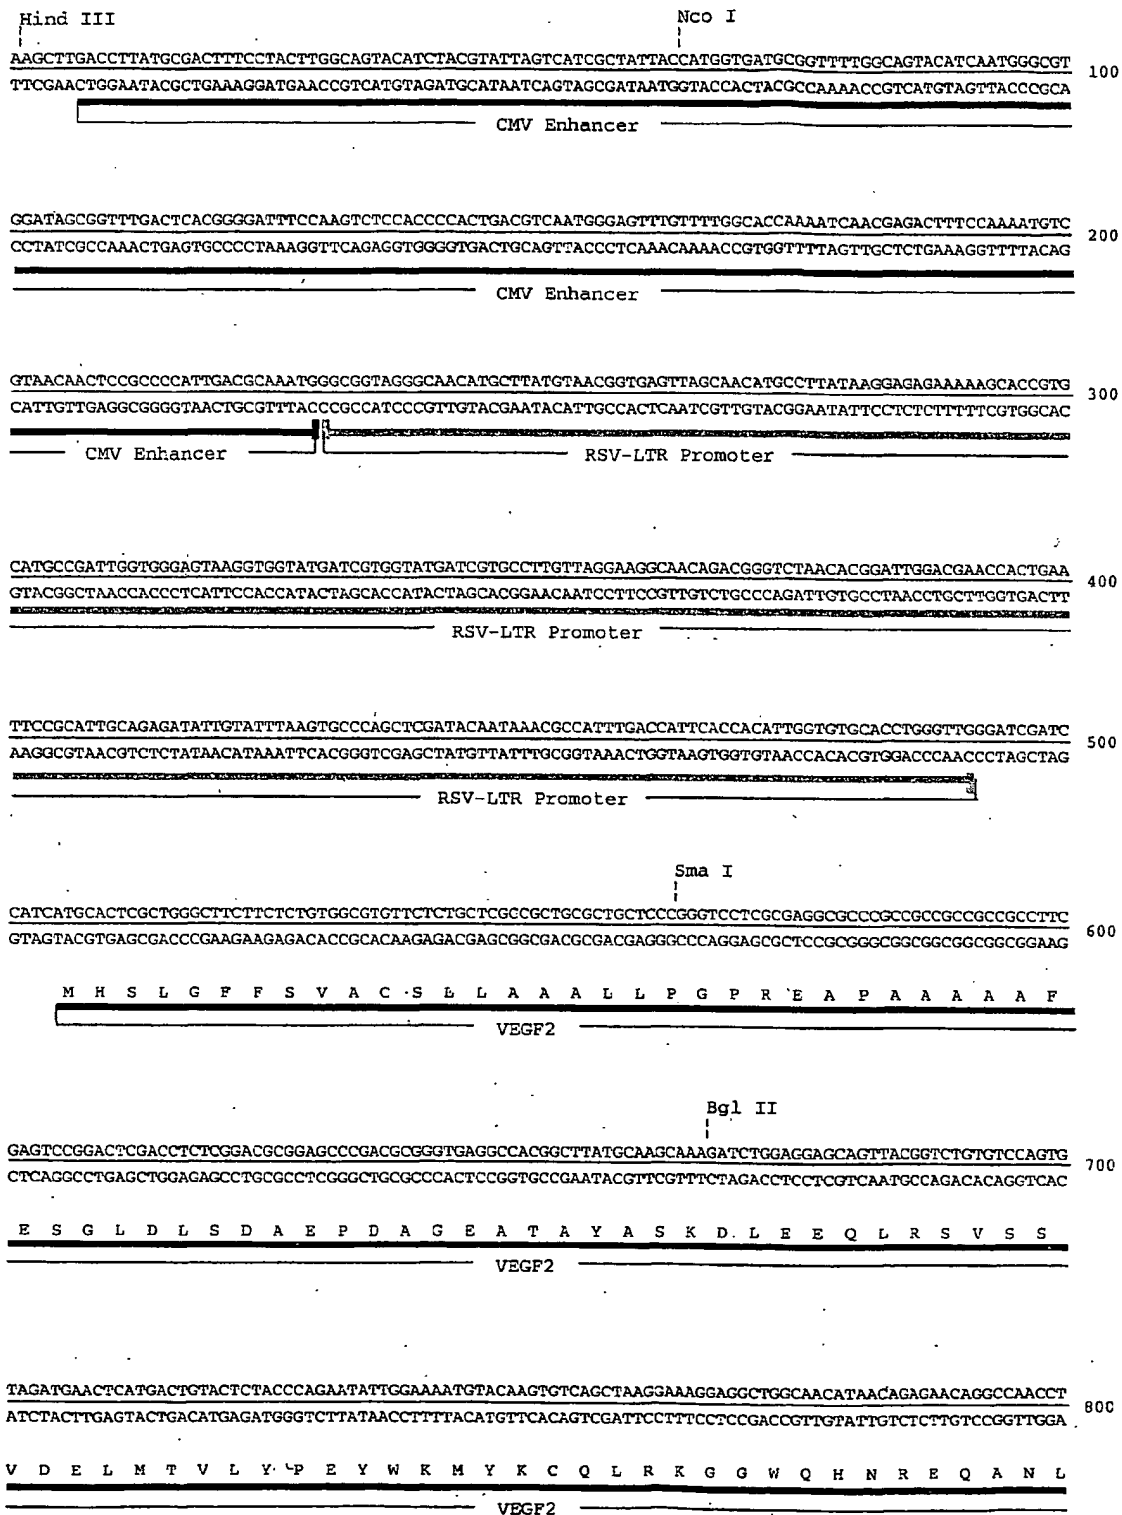 Hind III Nco I
AAGCTTGACCTTATGCGACTTTCCTACTTGGCAGTACATCTACGTATTAGTCATCGCTATTACCATGGTGATGCGGTTTTGGCAGTACATCAATGGGCGT
TTCGAACTGGAATACGCTGAAAGGATGAACCGTCATGTAGATGCATAATCAGTAGCGATAATGGTACCACTACGCCAAAACCGTCATGTAGTTACCCGCA
100
CMV Enhancer
GGATAGCGGTTTGACTCACGGGGATTTCCAAGTCTCCACCCCACTGACGTCAATGGGAGTTTGTTTTGGCACCAAAATCAACGAGACTTTCCAAAATGTC
CCTATCGCCAAACTGAGTGCCCCTAAAGGTTCAGAGGTGGGGTGACTGCAGTTACCCTCAAACAAAACCGTGGTTTTAGTTGCTCTGAAAGGTTTTACAG
200
CMV Enhancer
GTAACAACTCCGCCCCATTGACGCAAATGGGCGGTAGGGCAACATGCTTATGTAACGGTGAGTTAGCAACATGCCTTATAAGGAGAGAAAAAGCACCGTG
CATTGTTGAGGCGGGGTAACTGCGTTTACCCGCCATCCCGTTGTACGAATACATTGCCACTCAATCGTTGTACGGAATATTCCTCTCTTTTTCGTGGCAC
300
CMV Enhancer RSV-LTR Promoter
CATGCCGATTGGTGGGAGTAAGGTGGTATGATCGTGGTATGATCGTGCCTTGTTAGGAAGGCAACAGACGGGTCTAACACGGATTGGACGAACCACTGAA
GTACGGCTAACCACCCTCATTCCACCATACTAGCACCATACTAGCACGGAACAATCCTTCCGTTGTCTGCCCAGATTGTGCCTAACCTGCTTGGTGACTT
400
RSV-LTR Promoter
TTCCGCATTGCAGAGATATTGTATTTAAGTGCCCAGCTCGATACAATAAACGCCATTTGACCATTCACCACATTGGTGTGCACCTGGGTTGGGATCGATC
AAGGCGTAACGTCTCTATAACATAAATTCACGGGTCGAGCTATGTTATTTGCGGTAAACTGGTAAGTGGTGTAACCACACGTGGACCCAACCCTAGCTAG
500
RSV-LTR Promoter
Sma I
CATCATGCACTCGCTGGGCTTCTTCTCTGTGGCGTGTTCTCTGCTCGCCGCTGCGCTGCTCCCGGGTCCTCGCGAGGCGCCCGCCGCCGCCGCCGCCTTC
GTAGTACGTGAGCGACCCGAAGAAGAGACACCGCACAAGAGACGAGCGGCGACGCGACGAGGGCCCAGGAGCGCTCCGCGGGCGGCGGCGGCGGCGGAAG
600
M H S L G F F S V A C S L L A A A L L P G P R E A P A A A A A F
VEGF2
Bgl II
GAGTCCGGACTCGACCTCTCGGACGCGGAGCCCGACGCGGGTGAGGCCACGGCTTATGCAAGCAAAGATCTGGAGGAGCAGTTACGGTCTGTGTCCAGTG
CTCAGGCCTGAGCTGGAGAGCCTGCGCCTCGGGCTGCGCCCACTCCGGTGCCGAATACGTTCGTTTCTAGACCTCCTCGTCAATGCCAGACACAGGTCAC
700
E S G L D L S D A E P D A G E A T A Y A S K D L E E Q L R S V S S
VEGF2
TAGATGAACTCATGACTGTACTCTACCCAGAATATTGGAAAATGTACAAGTGTCAGCTAAGGAAAGGAGGCTGGCAACATAACAGAGAACAGGCCAACCT
ATCTACTTGAGTACTGACATGAGATGGGTCTTATAACCTTTTACATGTTCACAGTCGATTCCTTTCCTCCGACCGTTGTATTGTCTCTTGTCCGGTTGGA
800
V D E L M T V L Y P E Y W K M Y K C Q L R K G G W Q H N R E Q A N L
VEGF2